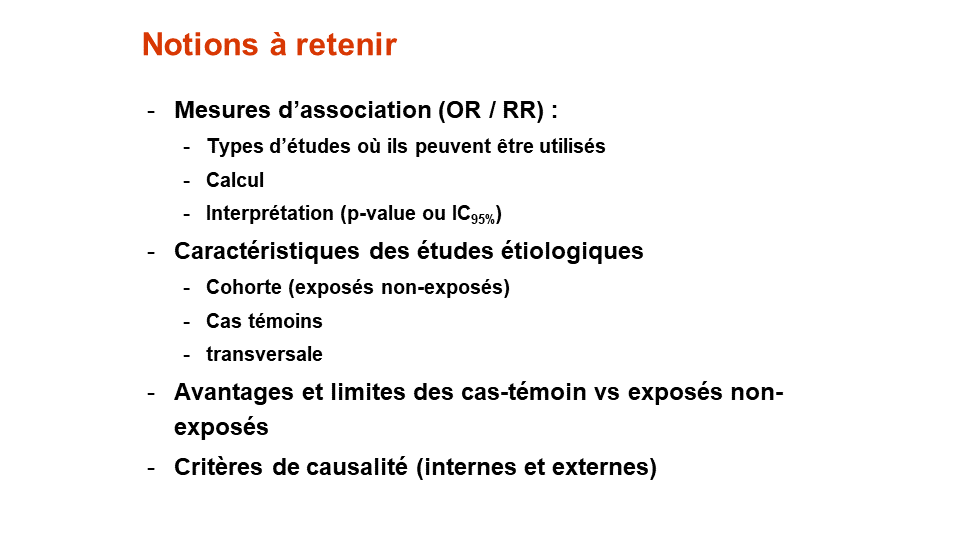 Notions à retenir
- Mesures d’association (OR / RR) :
- Types d’études où ils peuvent être utilisés
- Calcul
- Interprétation (p-value ou IC95%)
- Caractéristiques des études étiologiques
- Cohorte (exposés non-exposés)
- Cas témoins
- transversale
- Avantages et limites des cas-témoin vs exposés non-
exposés
- Critères de causalité (internes et externes)